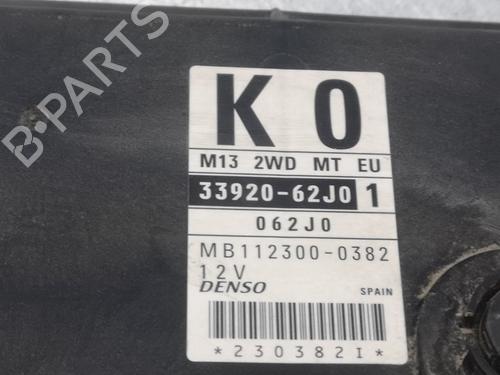 K 0
M13 2WD MT EU
33920-62J0 1
062J0
MB112300-0382
12V
DENSO SPAIN
*230382I*
B-PARTS